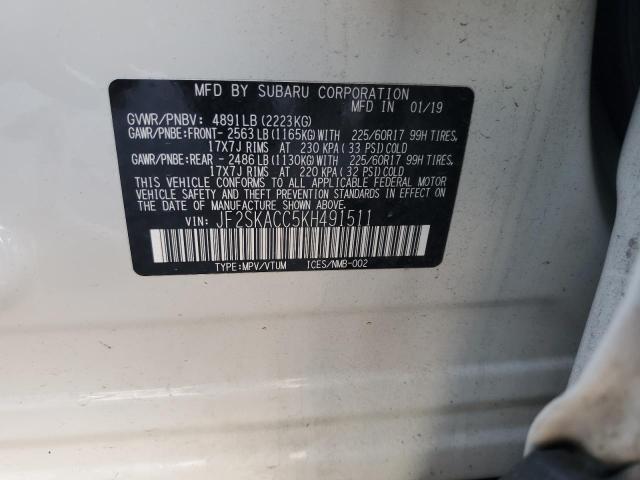 MFD BY SUBARU CORPORATION
MFD IN 01/19
GVWR/PNBV: 4891LB (2223KG)
GAWR/PNBE:FRONT-2563LB(1165KG)WITH 225/60R17 99H TIRES,
17X7J RIMS AT 230 KPA(33 PSI)COLD
GAWR/PNBE:REAR -2486LB(1130KG)WITH 225/60R17 99H TIRES,
17X7J RIMS AT 220 KPA(32 PSI)COLD
THIS VEHICLE CONFORMS TO ALL APPLICABLE FEDERAL MOTOR
VEHICLE SAFETY AND THEFT PREVENTION STANDARDS IN EFFECT ON
THE DATE OF MANUFACTURE SHOWN ABOVE.
VIN: JF2SKACC5KH491511
TYPE:MPV/VTUM ICES/NMB-002